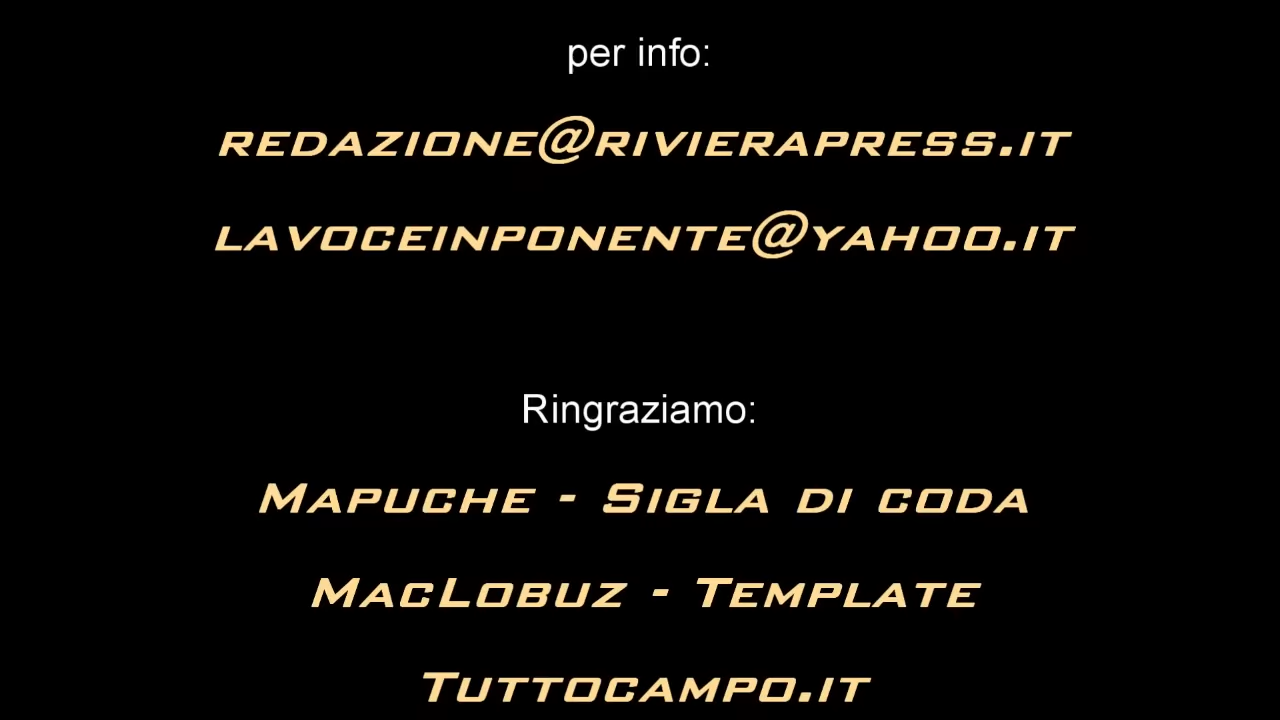 per info:
REDAZIONE@RIVIERAPRESS.IT
LAVOCEINPONENTE@YAHOO.IT
Ringraziamo:
MAPUCHE - SIGLA DI CODA
MACLOBUZ - TEMPLATE
TUTTOCAMPO.IT